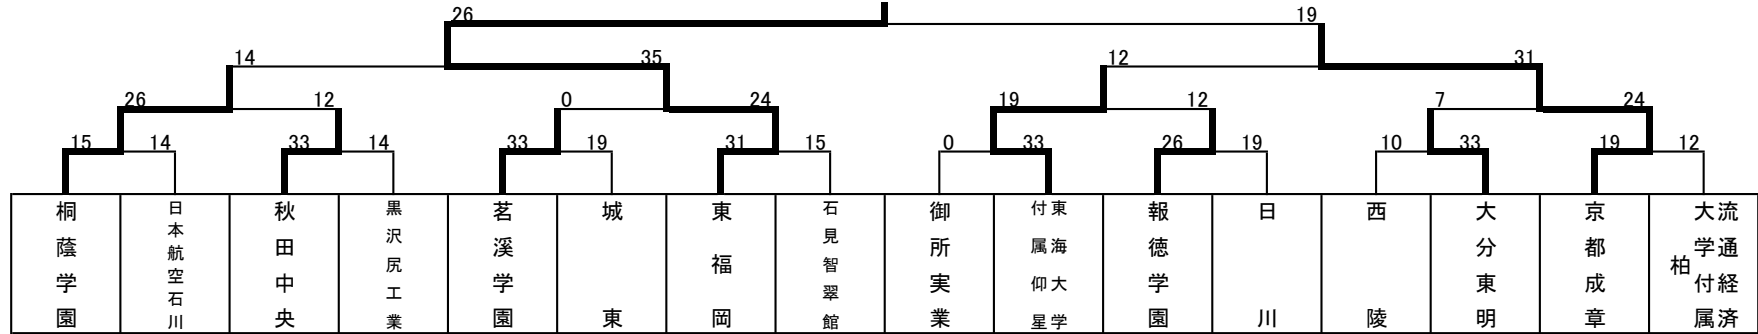 26 19
14 35 12 31
26 12 0 24 19 12 7 24
15 14 33 14 33 19 31 15 0 33 26 19 10 33 19 12
桐蔭学園
日本航空石川
秋田中央
黒沢尻工業
茗溪学園
城東
東福岡
石見智翠館
御所実業
東海大学
付属仰星
報徳学園
日川
西陵
大分東明
京都成章
流通経済
大学付属
柏